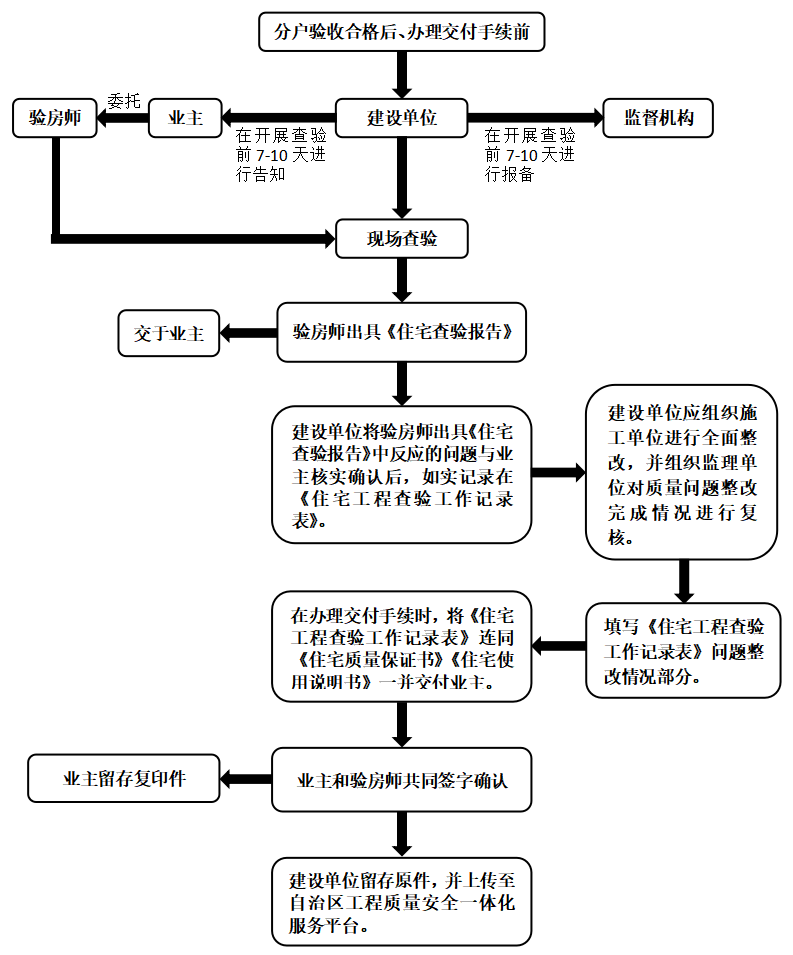 分户验收合格后、办理交付手续前
验房师
委托
业主
建设单位
监督机构
在开展查验
前 7-10 天进
行告知
在开展查验
前 7-10 天进
行报备
现场查验
交于业主
验房师出具《住宅查验报告》
建设单位将验房师出具《住宅
查验报告》中反应的问题与业
主核实确认后，如实记录在
《住宅工程查验工作记录
表》。
建设单位应组织施
工单位进行全面整
改，并组织监理单
位对质量问题整改
完成情况进行复
核。
填写《住宅工程查验
工作记录表》问题整
改情况部分。
在办理交付手续时，将《住宅
工程查验工作记录表》连同
《住宅质量保证书》《住宅使
用说明书》一并交付业主。
业主留存复印件
业主和验房师共同签字确认
建设单位留存原件，并上传至
自治区工程质量安全一体化
服务平台。